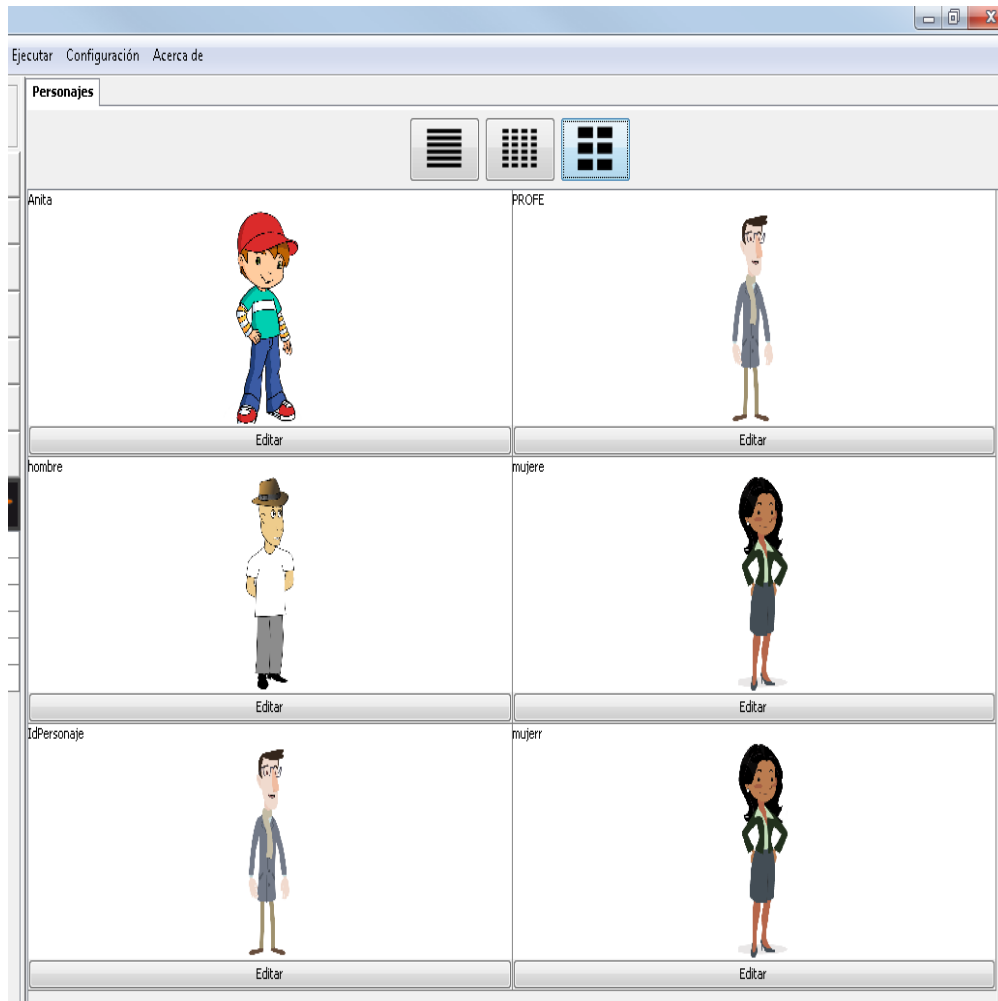 Ejecutar Configuración Acerca de
Personajes
Anita
PROFE
Editar
Editar
hombre
mujere
Editar
Editar
IdPersonaje
mujerr
Editar
Editar